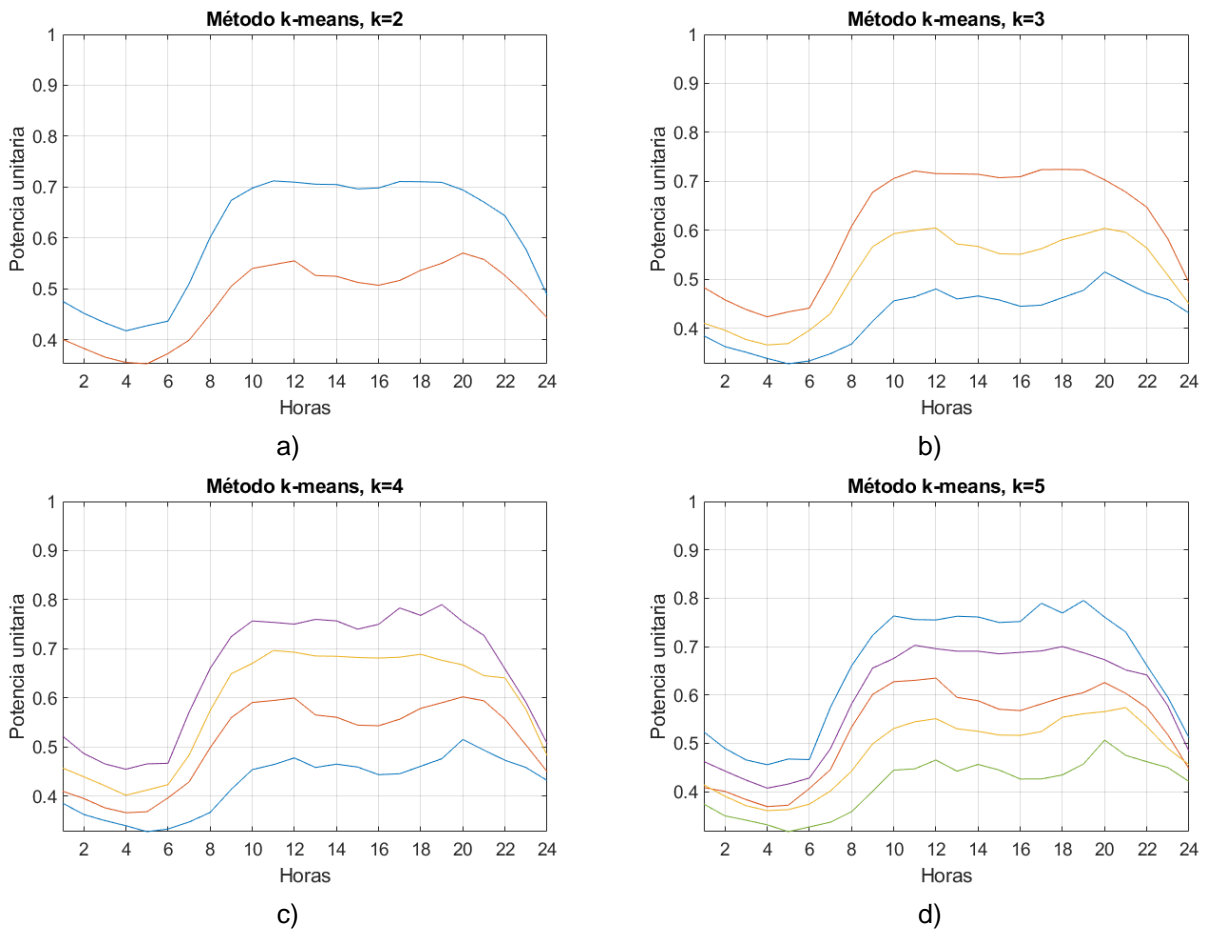 Método k-means, k=2
1
0.9
0.8
0.7
0.6
0.5
0.4
Potencia unitaria
2 4 6 8 10 12 14 16 18 20 22 24
Horas
a)
Método k-means, k=3
1
0.9
0.8
0.7
0.6
0.5
0.4
Potencia unitaria
2 4 6 8 10 12 14 16 18 20 22 24
Horas
b)
Método k-means, k=4
1
0.9
0.8
0.7
0.6
0.5
0.4
Potencia unitaria
2 4 6 8 10 12 14 16 18 20 22 24
Horas
c)
Método k-means, k=5
1
0.9
0.8
0.7
0.6
0.5
0.4
Potencia unitaria
2 4 6 8 10 12 14 16 18 20 22 24
Horas
d)